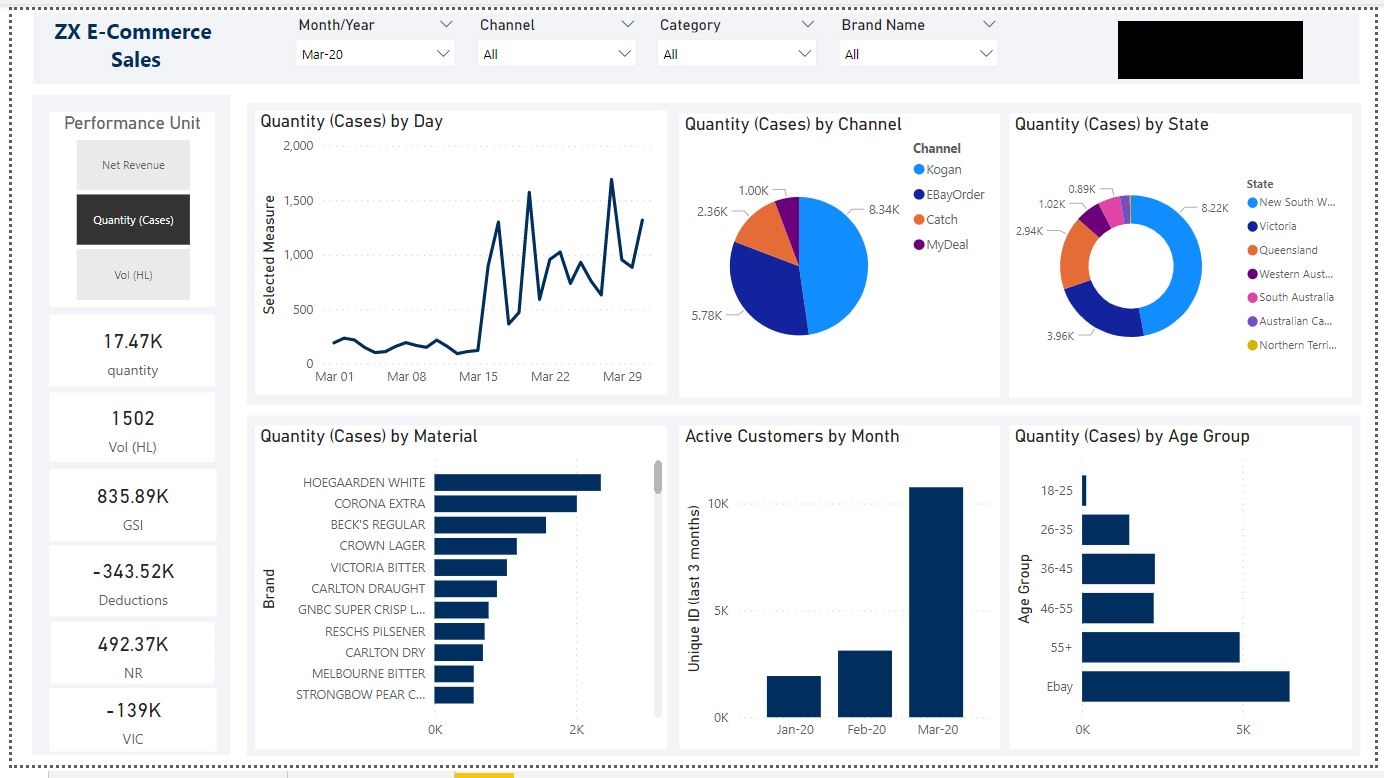 ZX E-Commerce
Sales
Month/Year
Mar-20
Channel
All
Category
All
Brand Name
All
Performance Unit
Net Revenue
Quantity (Cases)
Vol (HL)
17.47K
quantity
1502
Vol (HL)
835.89K
GSI
-343.52K
Deductions
492.37K
NR
-139K
VIC
Quantity (Cases) by Day
Selected Measure
2,000
1,500
1,000
500
0
Mar 01 Mar 08 Mar 15 Mar 22 Mar 29
Quantity (Cases) by Channel
1.00K
2.36K
5.78K
8.34K
Channel
Kogan
EBayOrder
Catch
MyDeal
Quantity (Cases) by State
0.89K
1.02K
2.94K
3.96K
8.22K
State
New South W...
Victoria
Queensland
Western Aust...
South Australia
Australian Ca...
Northern Terri...
Quantity (Cases) by Material
Brand
HOEGAARDEN WHITE
CORONA EXTRA
BECK'S REGULAR
CROWN LAGER
VICTORIA BITTER
CARLTON DRAUGHT
GNBC SUPER CRISP L...
RESCHS PILSENER
CARLTON DRY
MELBOURNE BITTER
STRONGBOW PEAR C...
0K 2K
Active Customers by Month
Unique ID (last 3 months)
10K
5K
0K
Jan-20 Feb-20 Mar-20
Quantity (Cases) by Age Group
Age Group
18-25
26-35
36-45
46-55
55+
Ebay
0K 5K